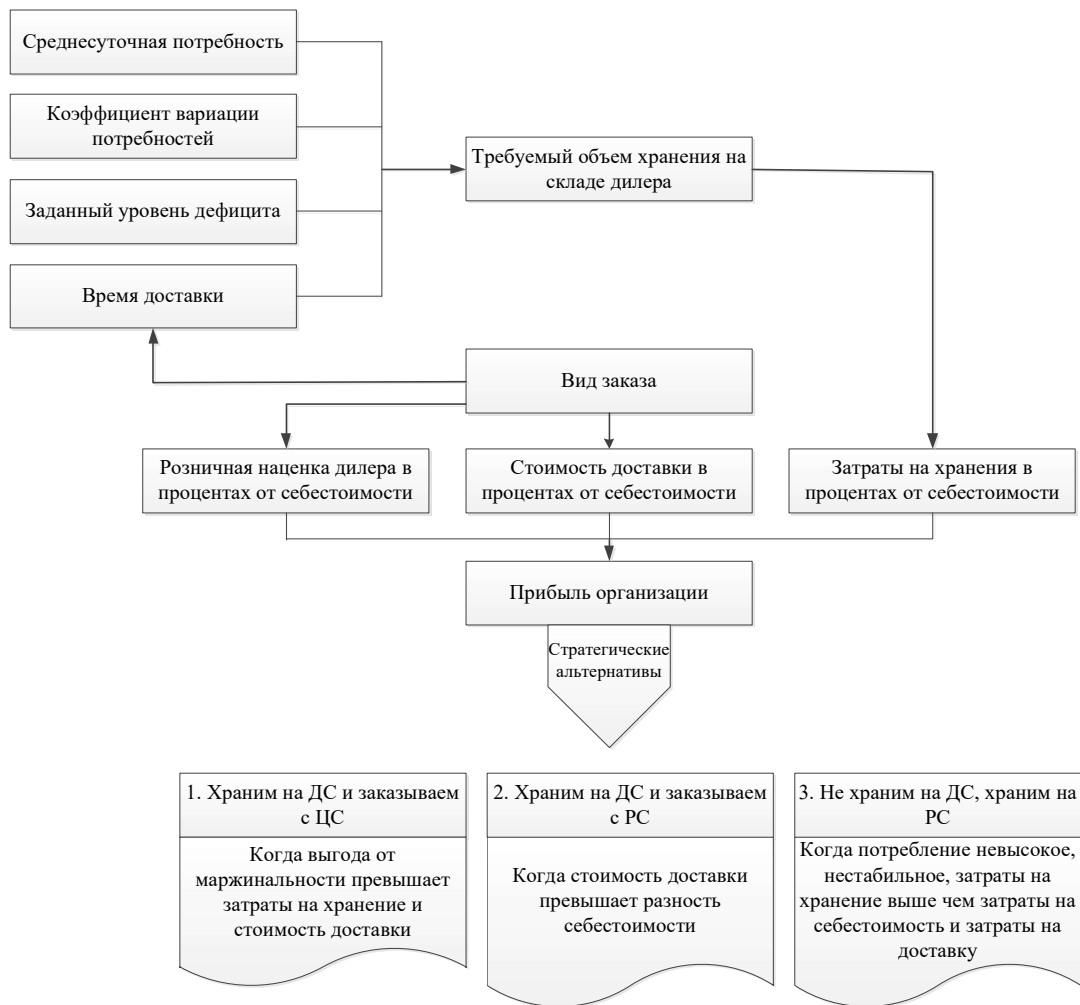 Среднесуточная потребность
Коэффициент вариации
потребностей
Требуемый объем хранения на
складе дилера
Заданный уровень дефицита
Время доставки
Вид заказа
Розничная наценка дилера в
процентах от себестоимости
Стоимость доставки в
процентах от себестоимости
Затраты на хранения в
процентах от себестоимости
Прибыль организации
Стратегические
альтернативы
1. Храним на ДС и заказываем
с ЦС
Когда выгода от
маржинальности превышает
затраты на хранение и
стоимость доставки
2. Храним на ДС и заказываем
с РС
Когда стоимость доставки
превышает разность
себестоимости
3. Не храним на ДС, храним на
РС
Когда потребление невысокое,
нестабильное, затраты на
хранение выше чем затраты на
себестоимость и затраты на
доставку